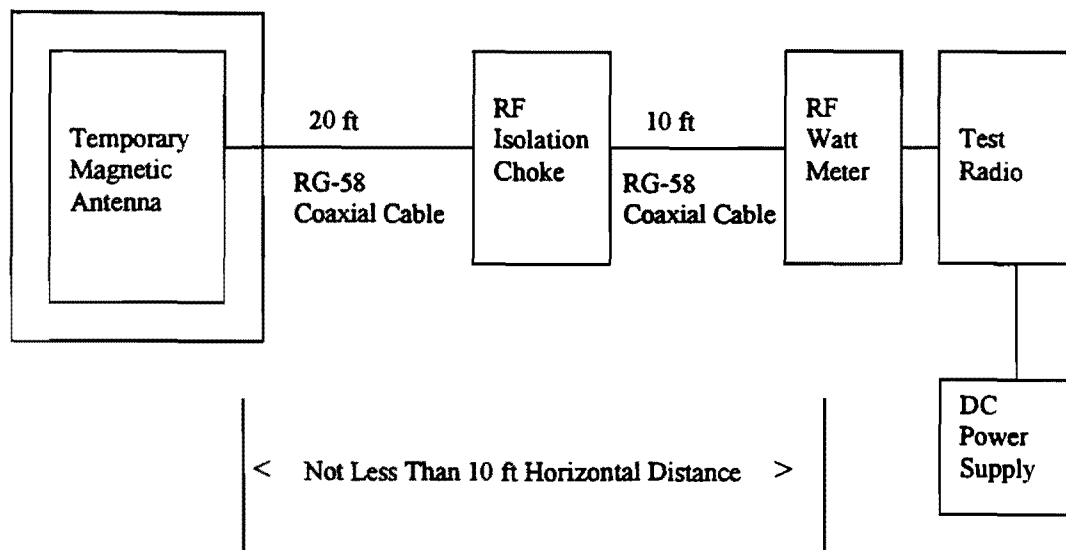 Temporary
Magnetic
Antenna
20 ft
RG-58
Coaxial Cable
RF
Isolation
Choke
10 ft
RG-58
Coaxial Cable
RF
Watt
Meter
Test
Radio
DC
Power
Supply
< Not Less Than 10 ft Horizontal Distance >